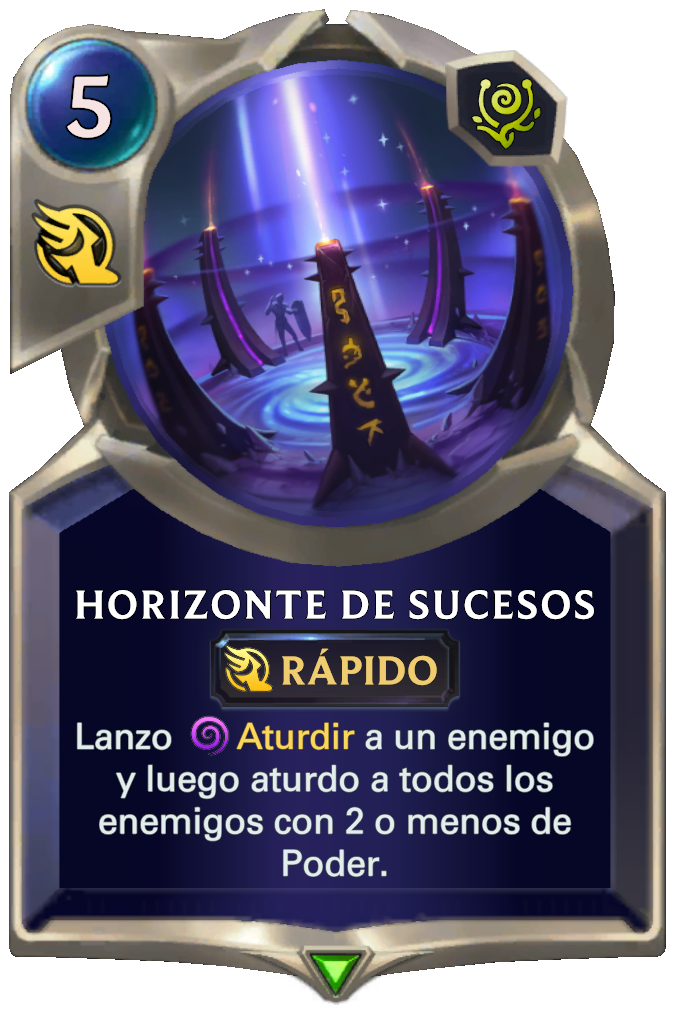 5
HORIZONTE DE SUCESOS
RÁPIDO
Lanzo Aturdir a un enemigo
y luego aturdo a todos los
enemigos con 2 o menos de
Poder.